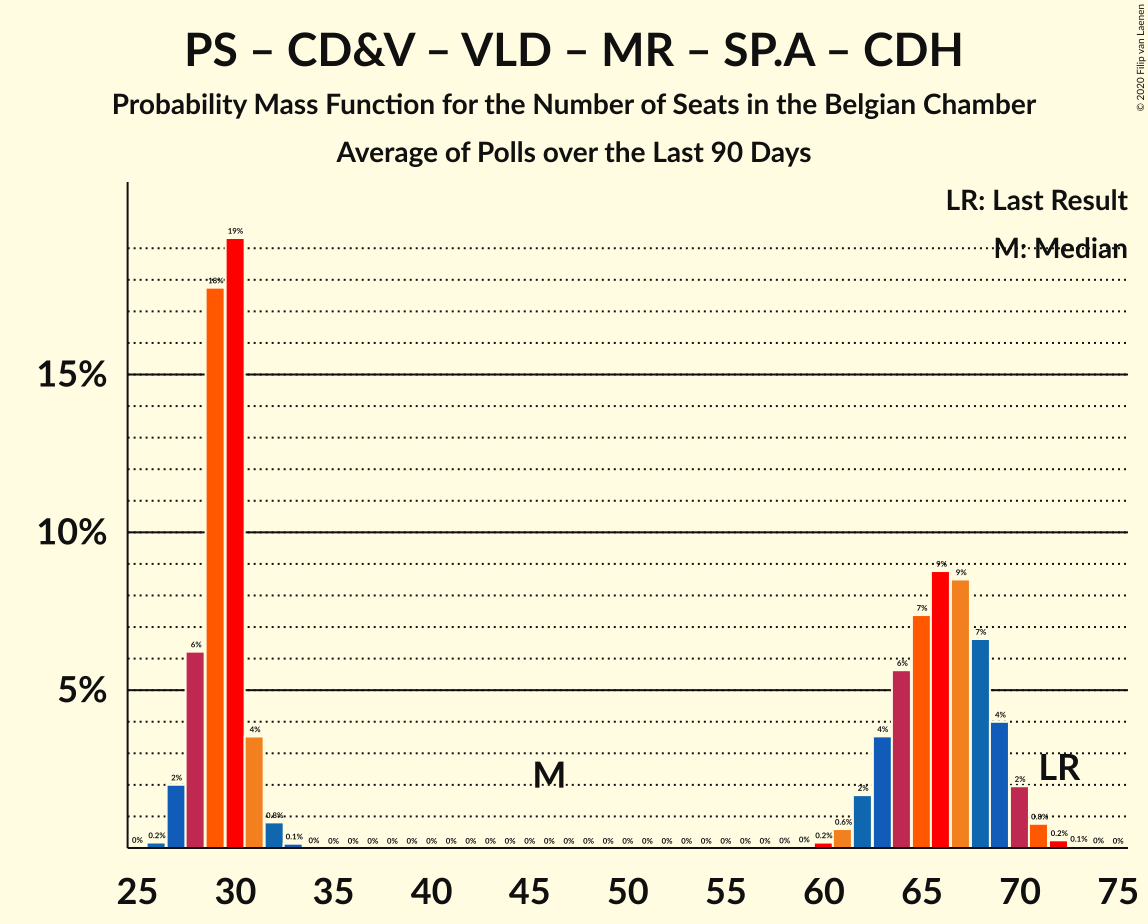 PS – CD&V – VLD – MR – SP.A – CDH
Probability Mass Function for the Number of Seats in the Belgian Chamber
Average of Polls over the Last 90 Days
© 2020 Filip van Laenen
LR: Last Result
M: Median
15%
10%
5%
0% 0.2% 2% 6% 18% 19% 4% 0.8% 0.1% 0% 0% 0% 0% 0% 0% 0% 0% 0% 0% 0% 0% 0% 0% 0% 0% 0% 0% 0% 0% 0% 0% 0% 0% 0% 0% 0.2% 0.6% 2% 4% 6% 7% 9% 9% 7% 4% 2% 0.8% 0.2% 0.1% 0% 0%
M
LR
25 30 35 40 45 50 55 60 65 70 75